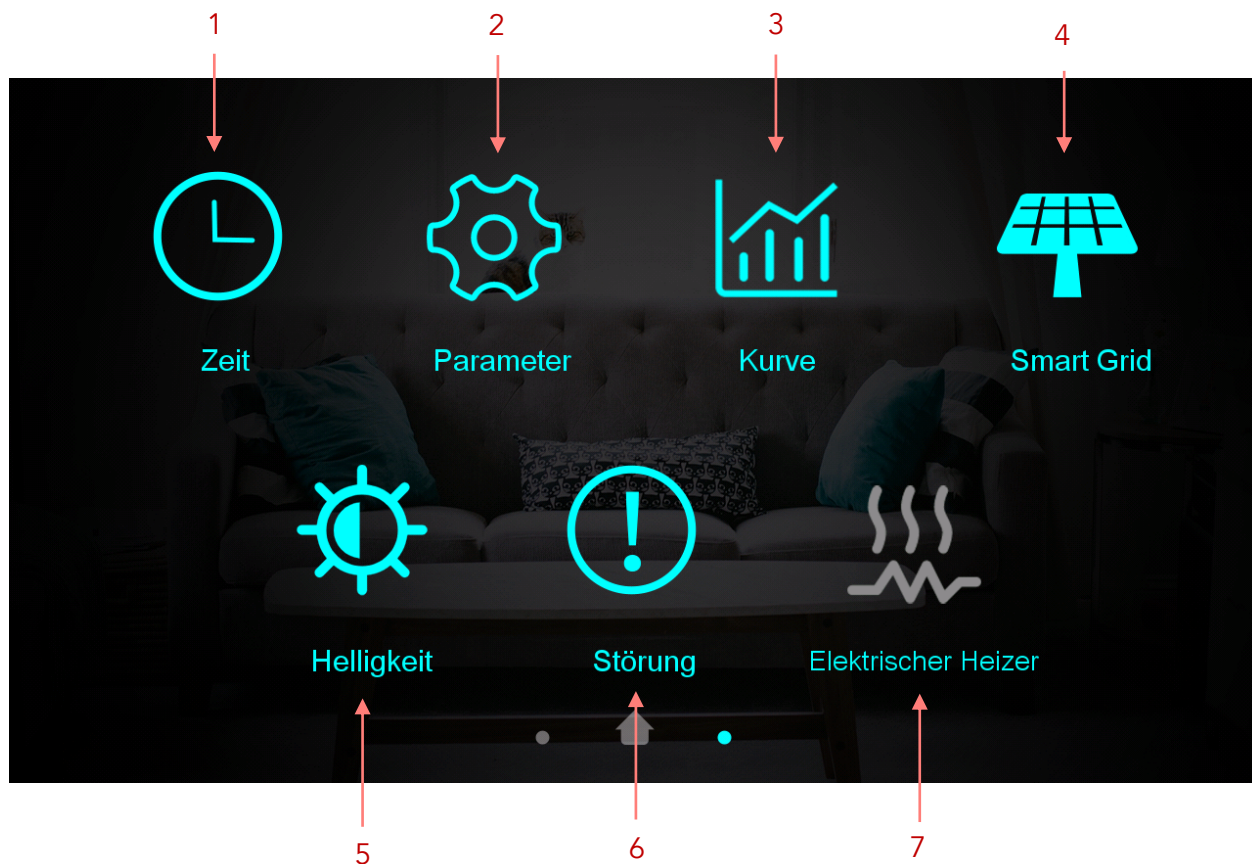 1 2 3 4
Zeit Parameter Kurve Smart Grid
Helligkeit Störung Elektrischer Heizer
5 6 7